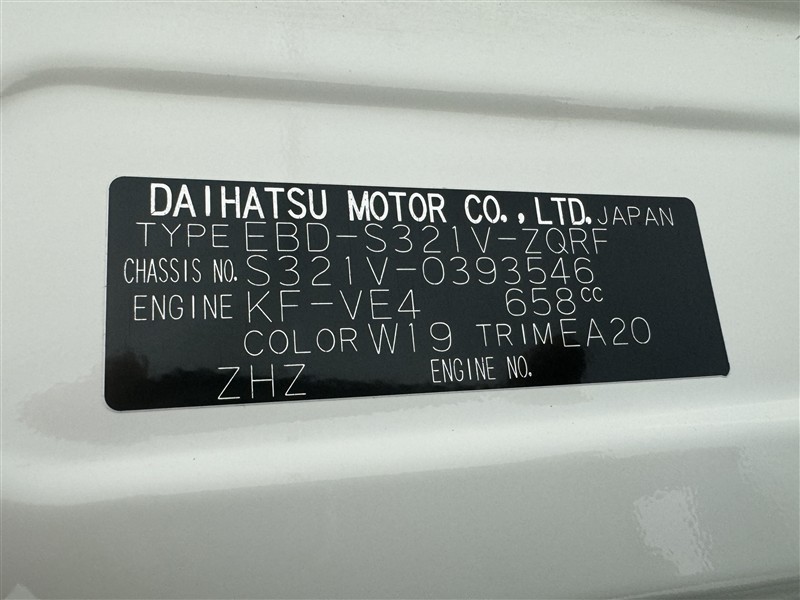 DAIHATSU MOTOR CO.,LTD. JAPAN
TYPE EBD-S321V-ZQRF
CHASSIS NO. S321V-0393546
ENGINE KF-VE4 658cc
COLOR W19 TRIM EA20
ZHZ ENGINE NO.